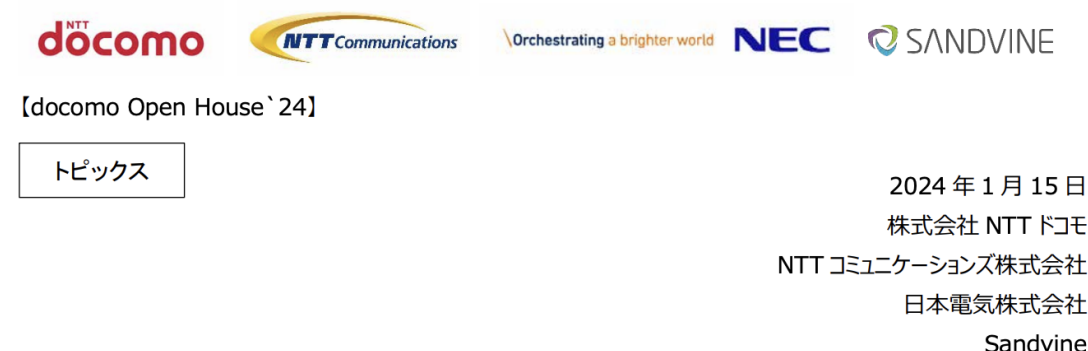 NTT docomo NTT Communications \Orchestrating a brighter world NEC SANDVINE
【docomo Open House`24】
トピックス
2024 年 1 月 15 日
株式会社 NTT ドコモ
NTT コミュニケーションズ株式会社
日本電気株式会社
Sandvine